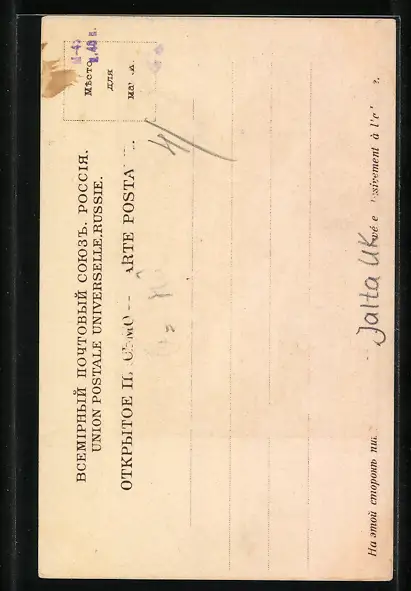 ВСЕМІРНЫЙ ПОЧТОВЫЙ СОЮЗЪ. РОССІЯ.
UNION POSTALE UNIVERSELLE. RUSSIE.
ОТКРЫТОЕ ARTE POSTA
Мѣсто
для
Jalta UK
На этой сторонѣ à